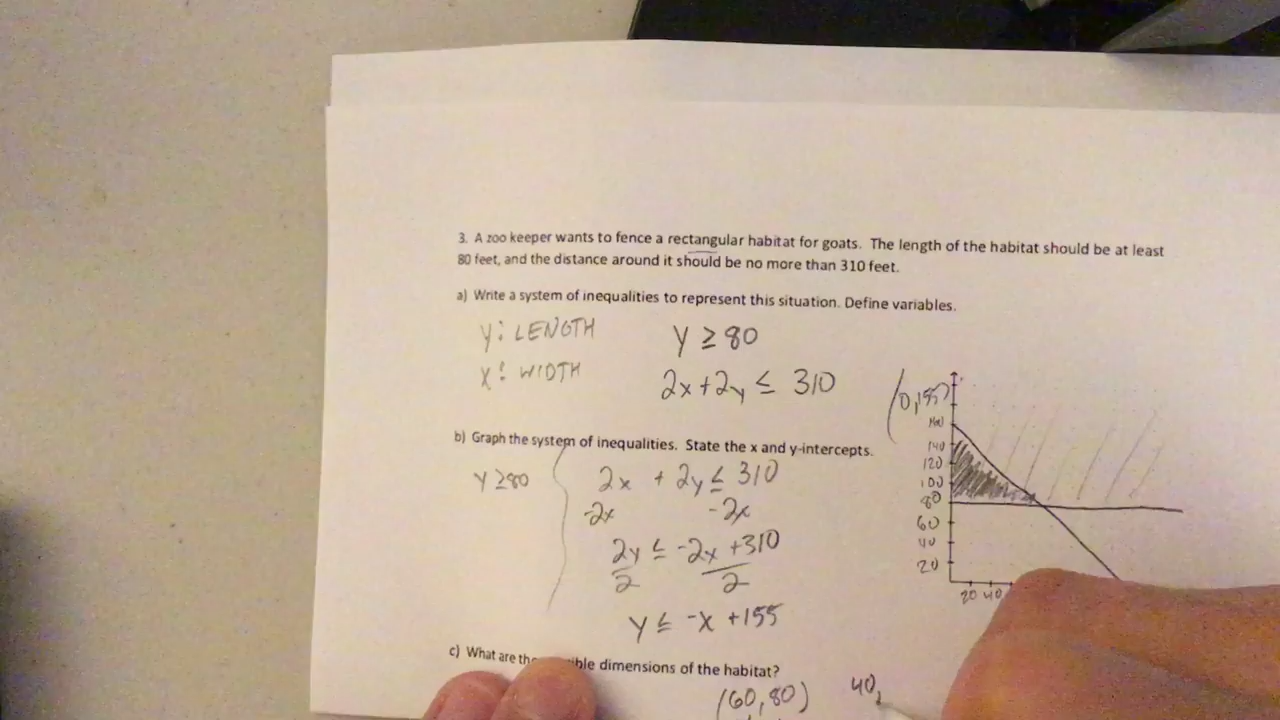 3. A zoo keeper wants to fence a rectangular habitat for goats. The length of the habitat should be at least
80 feet, and the distance around it should be no more than 310 feet.
a) Write a system of inequalities to represent this situation. Define variables.
Y: LENGTH
X: WIDTH
Y ≥ 80
2x+2y ≤ 310
b) Graph the system of inequalities. State the x and y-intercepts.
Y ≥80
2x + 2y ≤ 310
-2x -2x
2y ≤ -2x +310
2 2
Y ≤ -x +155
(0,155)
160
140
120
100
80
60
40
20
20 40
c) What are the dimensions of the habitat?
(60,80)
40,